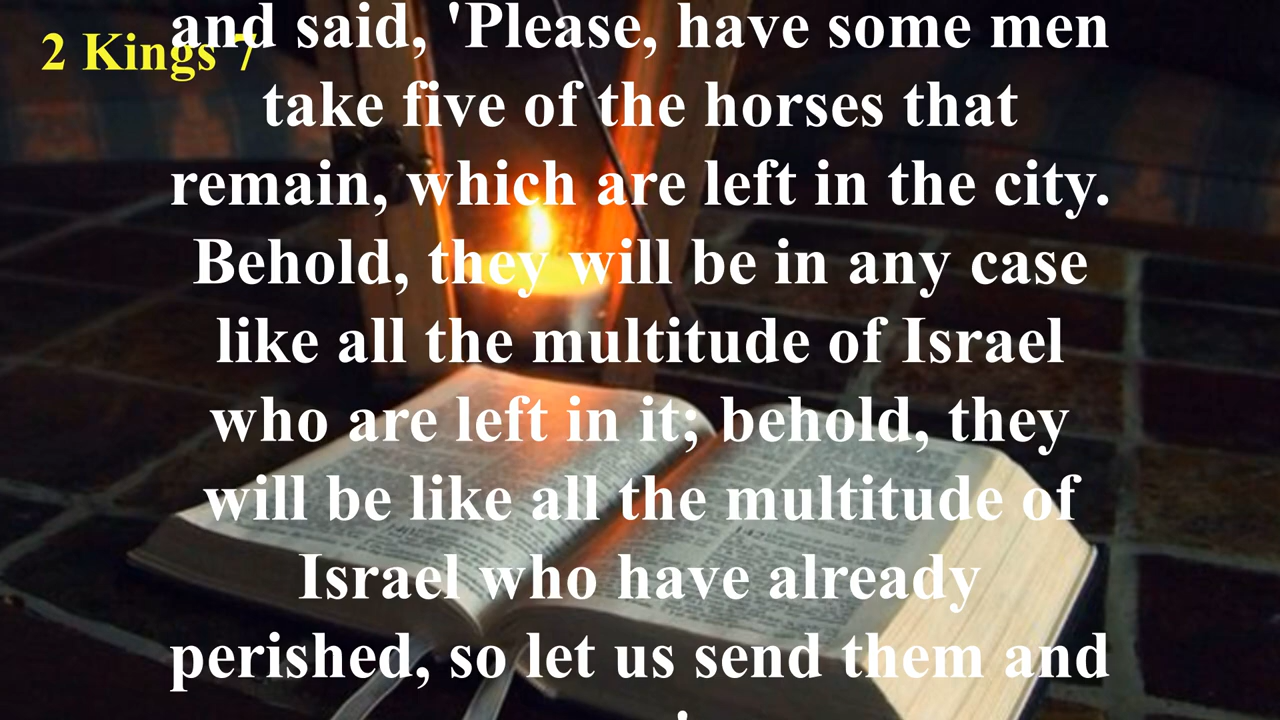 2 Kings 7
and said, 'Please, have some men
take five of the horses that
remain, which are left in the city.
Behold, they will be in any case
like all the multitude of Israel
who are left in it; behold, they
will be like all the multitude of
Israel who have already
perished, so let us send them and